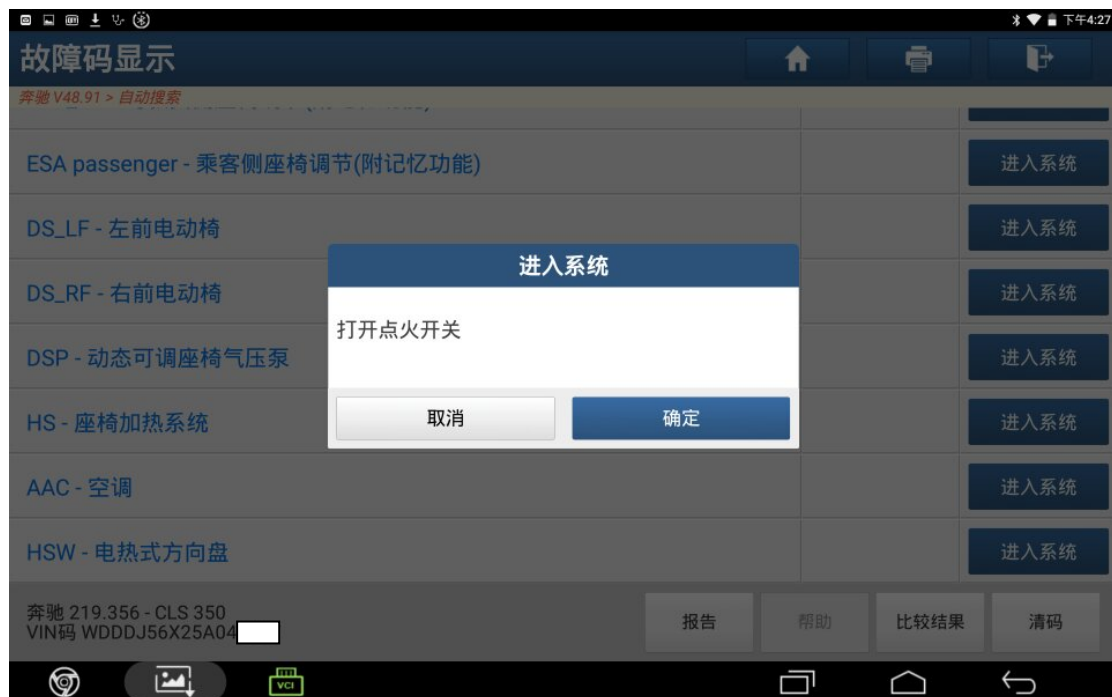 下午4:27
故障码显示
奔驰 V48.91 > 自动搜索
ESA passenger - 乘客侧座椅调节(附记忆功能)
进入系统
DS_LF - 左前电动椅
进入系统
DS_RF - 右前电动椅
进入系统
DSP - 动态可调座椅气压泵
进入系统
HS - 座椅加热系统
进入系统
AAC - 空调
进入系统
HSW - 电热式方向盘
进入系统
进入系统
打开点火开关
取消
确定
奔驰 219.356 - CLS 350
VIN码 WDDDJ56X25A04
报告
帮助
比较结果
清码
VCI